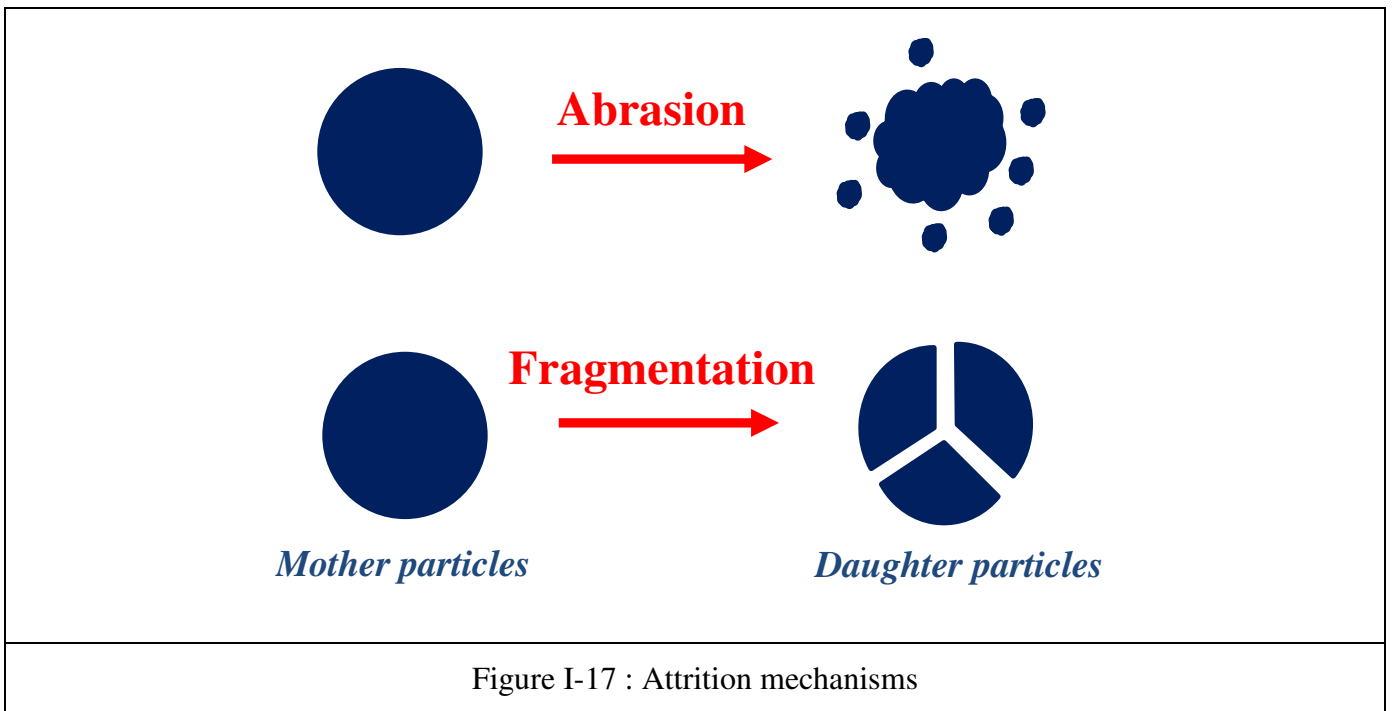 Abrasion
Fragmentation
Mother particles
Daughter particles
Figure I-17 : Attrition mechanisms